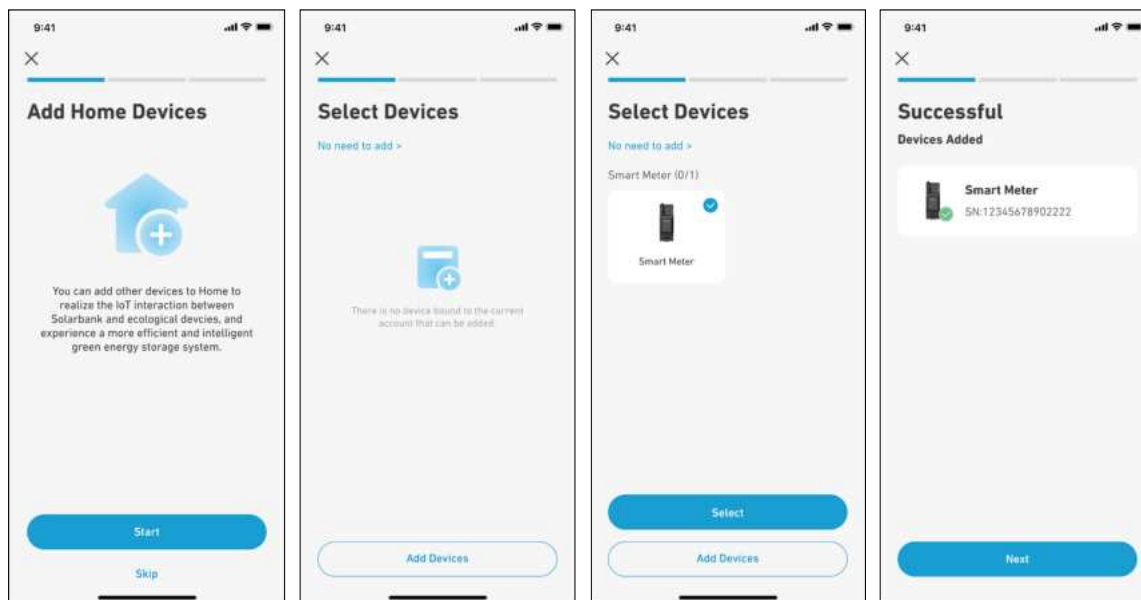 9:41
Add Home Devices
You can add other devices to Home to
realize the IoT interaction between
Solarbank and ecological devcies, and
experience a more efficient and intelligent
green energy storage system.
Start
Skip
9:41
Select Devices
No need to add >
There is no device bound to the current
account that can be added.
Add Devices
9:41
Select Devices
No need to add >
Smart Meter (0/1)
Smart Meter
Select
Add Devices
9:41
Successful
Devices Added
Smart Meter
SN:12345678902222
Next